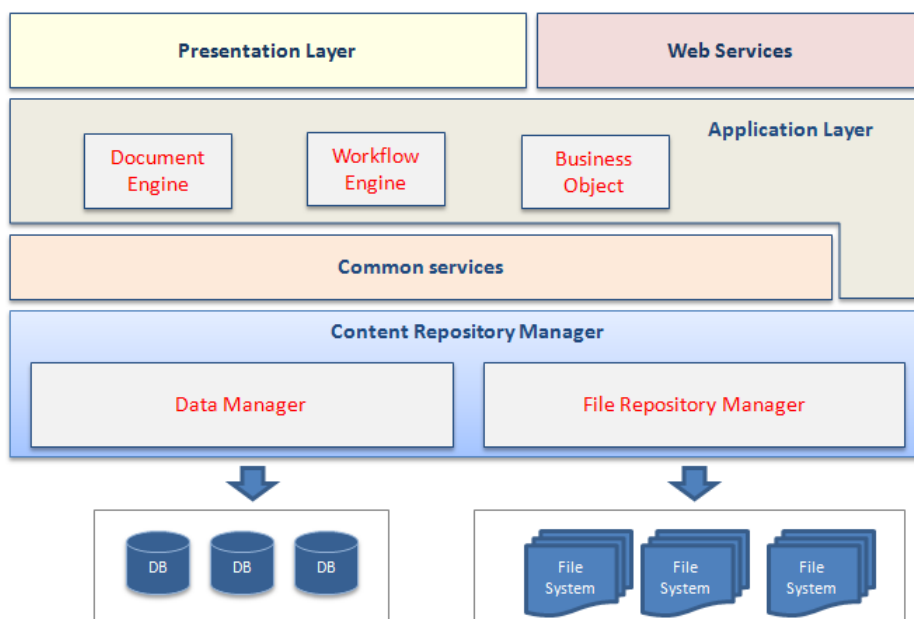 Presentation Layer
Web Services
Application Layer
Document
Engine
Workflow
Engine
Business
Object
Common services
Content Repository Manager
Data Manager
File Repository Manager
DB
DB
DB
File
System
File
System
File
System